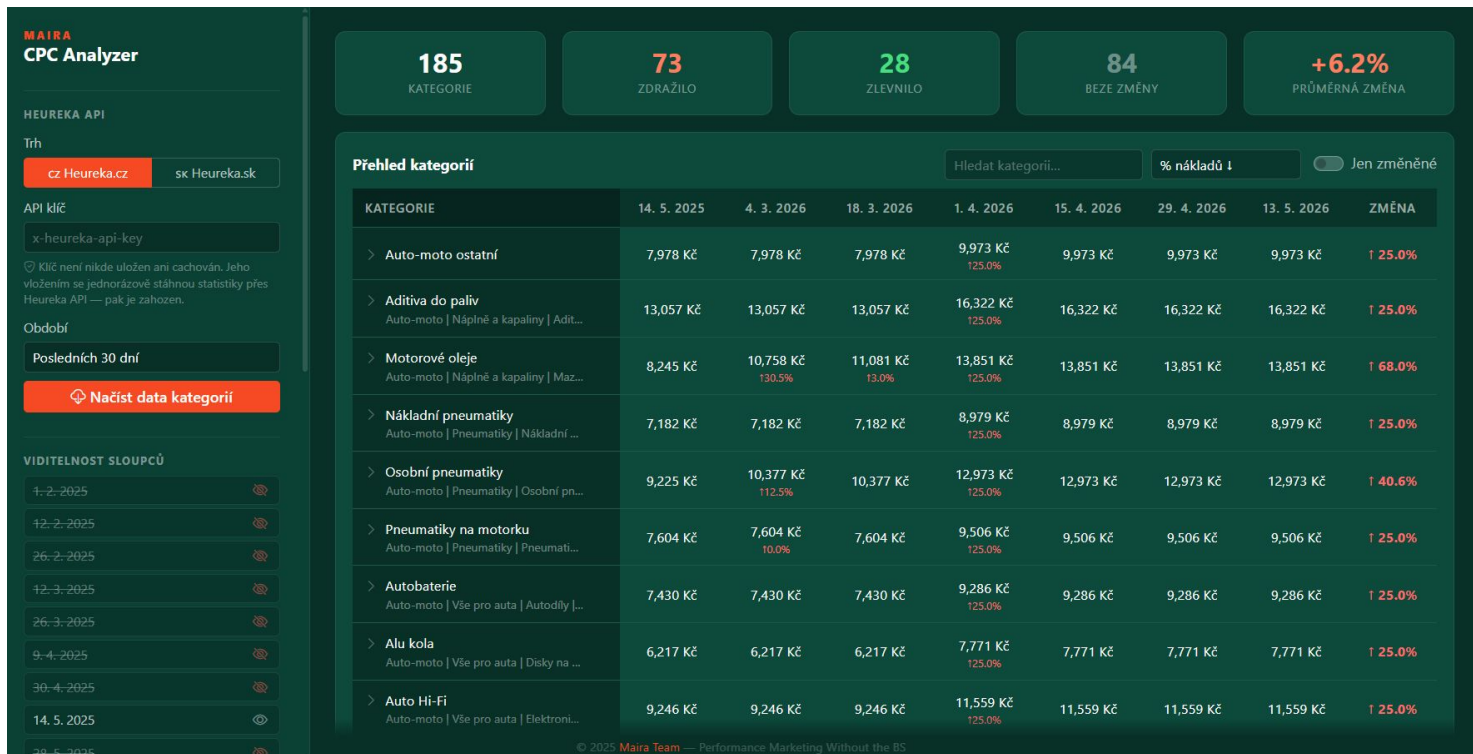 MAIRA
CPC Analyzer
HEUREKA API
Trh
cz Heureka.cz
sk Heureka.sk
API klíč
x-heureka-api-key
Klíč není nikde uložen ani cachován. Jeho
vložením se jednorázově stáhnou statistiky přes
Heureka API — pak je zahozen.
Období
Posledních 30 dní
Načíst data kategorií
VIDITELNOST SLOUPCŮ
1. 2. 2025
12. 2. 2025
26. 2. 2025
12. 3. 2025
26. 3. 2025
9. 4. 2025
30. 4. 2025
14. 5. 2025
28. 5. 2025
185
KATEGORIE
73
ZDRAŽILO
28
ZLEVNILO
84
BEZE ZMĚNY
+6.2%
PRŮMĚRNÁ ZMĚNA
Přehled kategorií
Hledat kategorii...
% nákladů ↓
Jen změněné
KATEGORIE 14. 5. 2025 4. 3. 2026 18. 3. 2026 1. 4. 2026 15. 4. 2026 29. 4. 2026 13. 5. 2026 ZMĚNA
Auto-moto ostatní 7,978 Kč 7,978 Kč 7,978 Kč 9,973 Kč 9,973 Kč 9,973 Kč 9,973 Kč ↑ 25.0%
↑25.0%
Aditiva do paliv 13,057 Kč 13,057 Kč 13,057 Kč 16,322 Kč 16,322 Kč 16,322 Kč 16,322 Kč ↑ 25.0%
Auto-moto | Náplně a kapaliny | Adit... ↑25.0%
Motorové oleje 8,245 Kč 10,758 Kč 11,081 Kč 13,851 Kč 13,851 Kč 13,851 Kč 13,851 Kč ↑ 68.0%
Auto-moto | Náplně a kapaliny | Maz... ↑30.5% ↑3.0% ↑25.0%
Nákladní pneumatiky 7,182 Kč 7,182 Kč 7,182 Kč 8,979 Kč 8,979 Kč 8,979 Kč 8,979 Kč ↑ 25.0%
Auto-moto | Pneumatiky | Nákladní ... ↑25.0%
Osobní pneumatiky 9,225 Kč 10,377 Kč 10,377 Kč 12,973 Kč 12,973 Kč 12,973 Kč 12,973 Kč ↑ 40.6%
Auto-moto | Pneumatiky | Osobní pn... ↑12.5% ↑25.0%
Pneumatiky na motorku 7,604 Kč 7,604 Kč 7,604 Kč 9,506 Kč 9,506 Kč 9,506 Kč 9,506 Kč ↑ 25.0%
Auto-moto | Pneumatiky | Pneumati... ↑0.0% ↑25.0%
Autobaterie 7,430 Kč 7,430 Kč 7,430 Kč 9,286 Kč 9,286 Kč 9,286 Kč 9,286 Kč ↑ 25.0%
Auto-moto | Vše pro auta | Autodíly |... ↑25.0%
Alu kola 6,217 Kč 6,217 Kč 6,217 Kč 7,771 Kč 7,771 Kč 7,771 Kč 7,771 Kč ↑ 25.0%
Auto-moto | Vše pro auta | Disky na ... ↑25.0%
Auto Hi-Fi 9,246 Kč 9,246 Kč 9,246 Kč 11,559 Kč 11,559 Kč 11,559 Kč 11,559 Kč ↑ 25.0%
Auto-moto | Vše pro auta | Elektroni... ↑25.0%
© 2025 Maira Team — Performance Marketing Without the BS